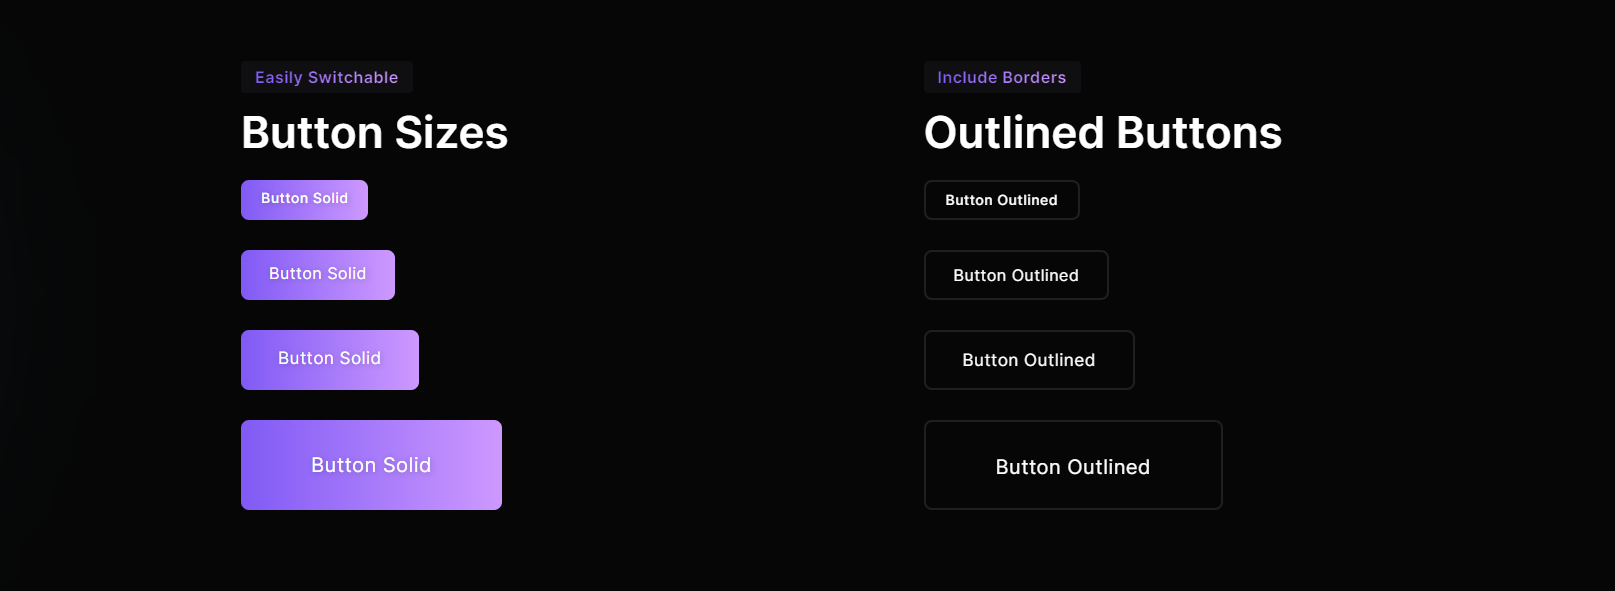 Easily Switchable
Button Sizes
Button Solid
Button Solid
Button Solid
Button Solid
Include Borders
Outlined Buttons
Button Outlined
Button Outlined
Button Outlined
Button Outlined